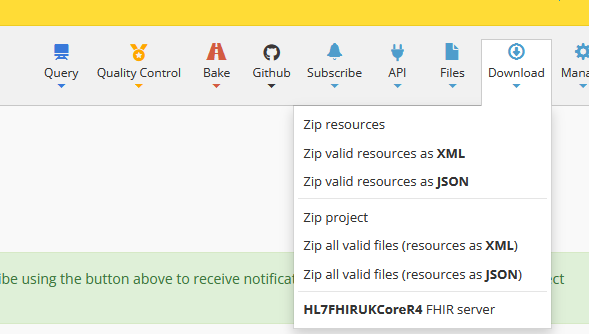 Query Quality Control Bake Github Subscribe API Files Download Mana
Zip resources
Zip valid resources as XML
Zip valid resources as JSON
Zip project
Zip all valid files (resources as XML)
Zip all valid files (resources as JSON)
ibe using the button above to receive notificat ect
HL7FHIRUKCoreR4 FHIR server